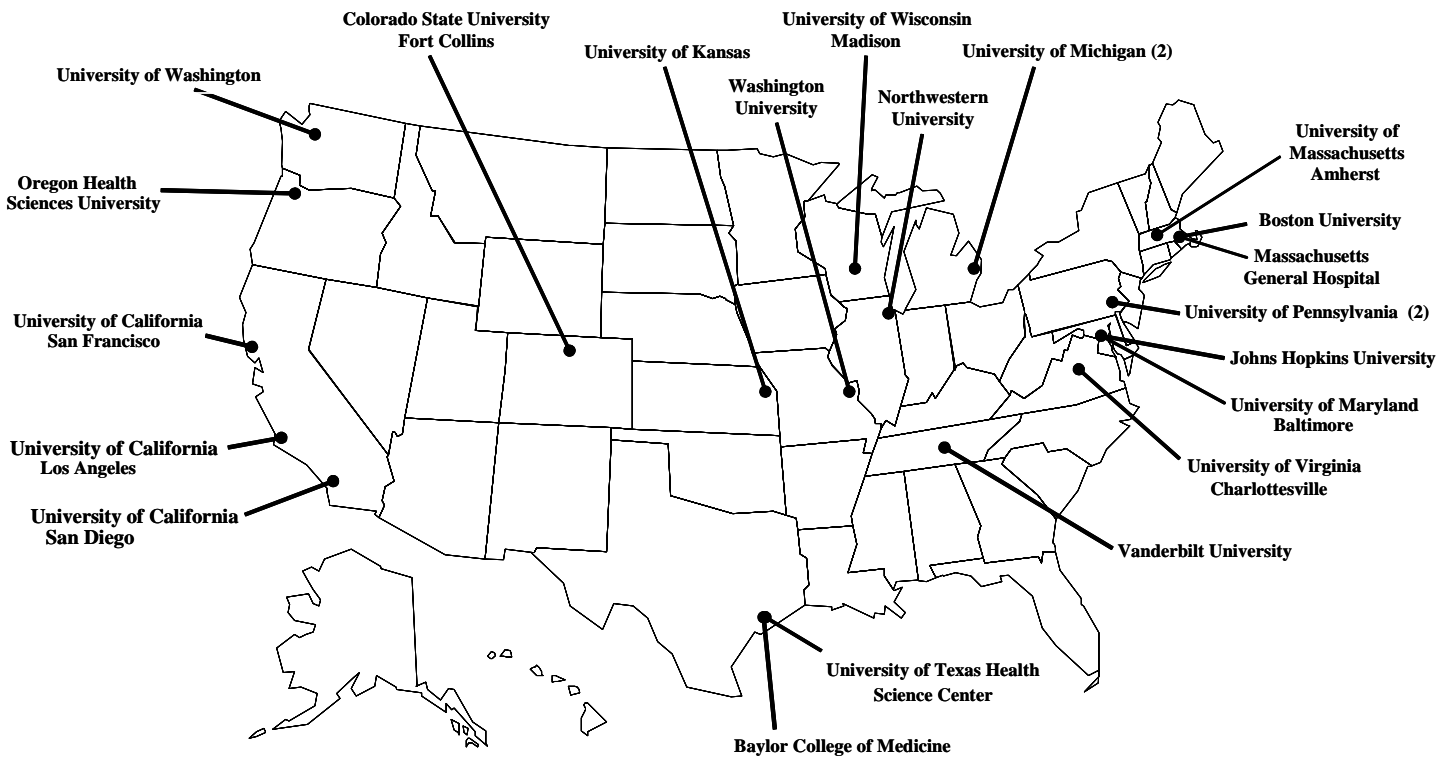 Colorado State University
Fort Collins
University of Wisconsin
Madison
University of Kansas
University of Michigan (2)
University of Washington
Washington
University
Northwestern
University
University of
Massachusetts
Amherst
Oregon Health
Sciences University
Boston University
Massachusetts
General Hospital
University of Pennsylvania (2)
University of California
San Francisco
Johns Hopkins University
University of Maryland
Baltimore
University of California
Los Angeles
University of Virginia
Charlottesville
University of California
San Diego
Vanderbilt University
University of Texas Health
Science Center
Baylor College of Medicine